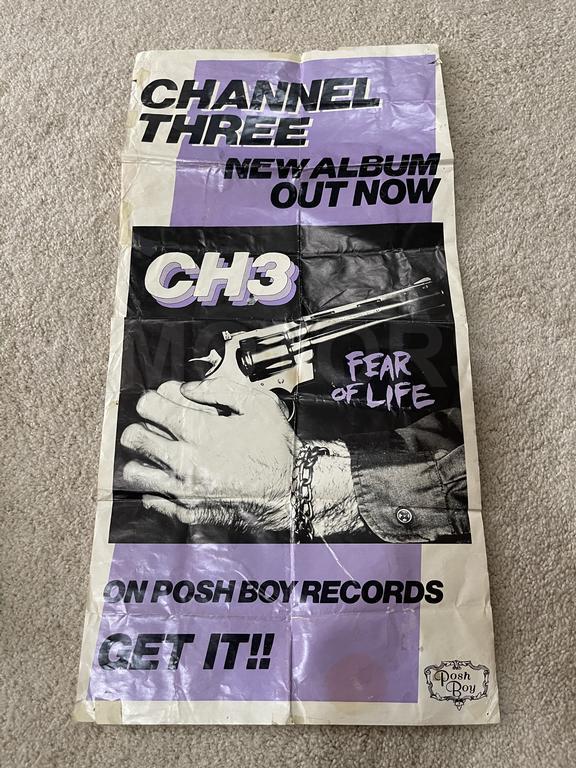 CHANNEL
THREE
NEW ALBUM
OUT NOW
CH3
FEAR
OF LIFE
ON POSH BOY RECORDS
GET IT!!
Posh
Boy